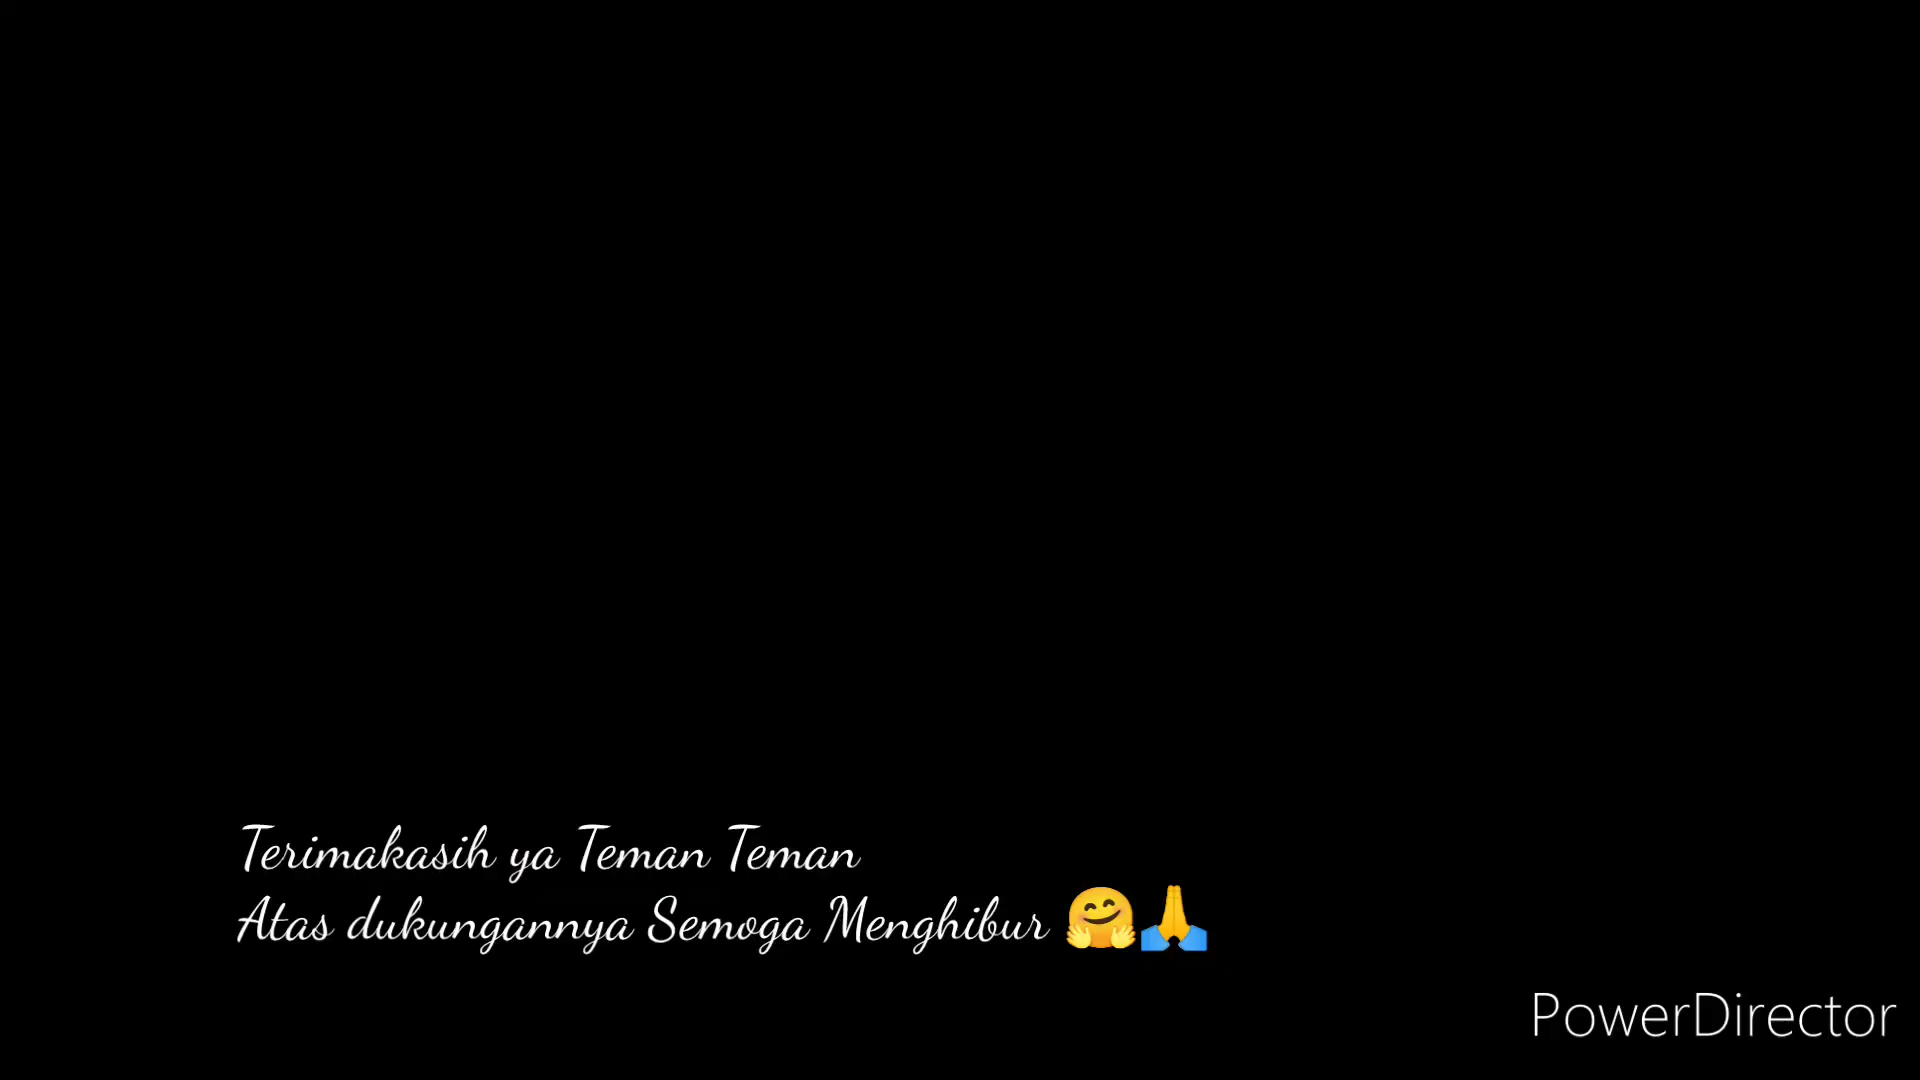 Terimakasih ya Teman Teman
Atas dukungannya Semoga Menghibur 🤗🙏
PowerDirector